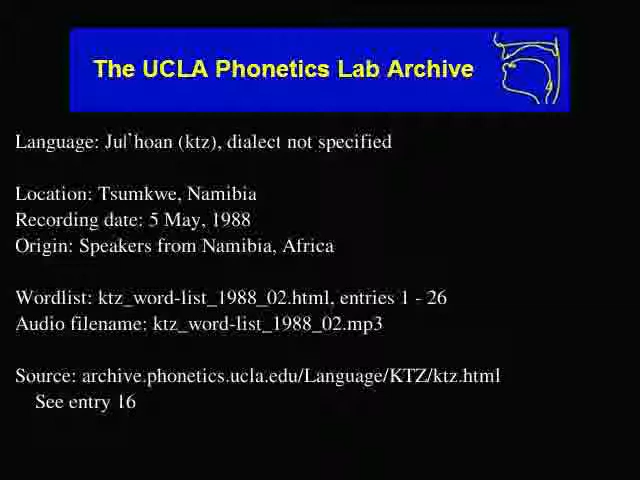 The UCLA Phonetics Lab Archive
Language: Ju|`hoan (ktz), dialect not specified
Location: Tsumkwe, Namibia
Recording date: 5 May, 1988
Origin: Speakers from Namibia, Africa
Wordlist: ktz_word-list_1988_02.html, entries 1 - 26
Audio filename: ktz_word-list_1988_02.mp3
Source: archive.phonetics.ucla.edu/Language/KTZ/ktz.html
See entry 16